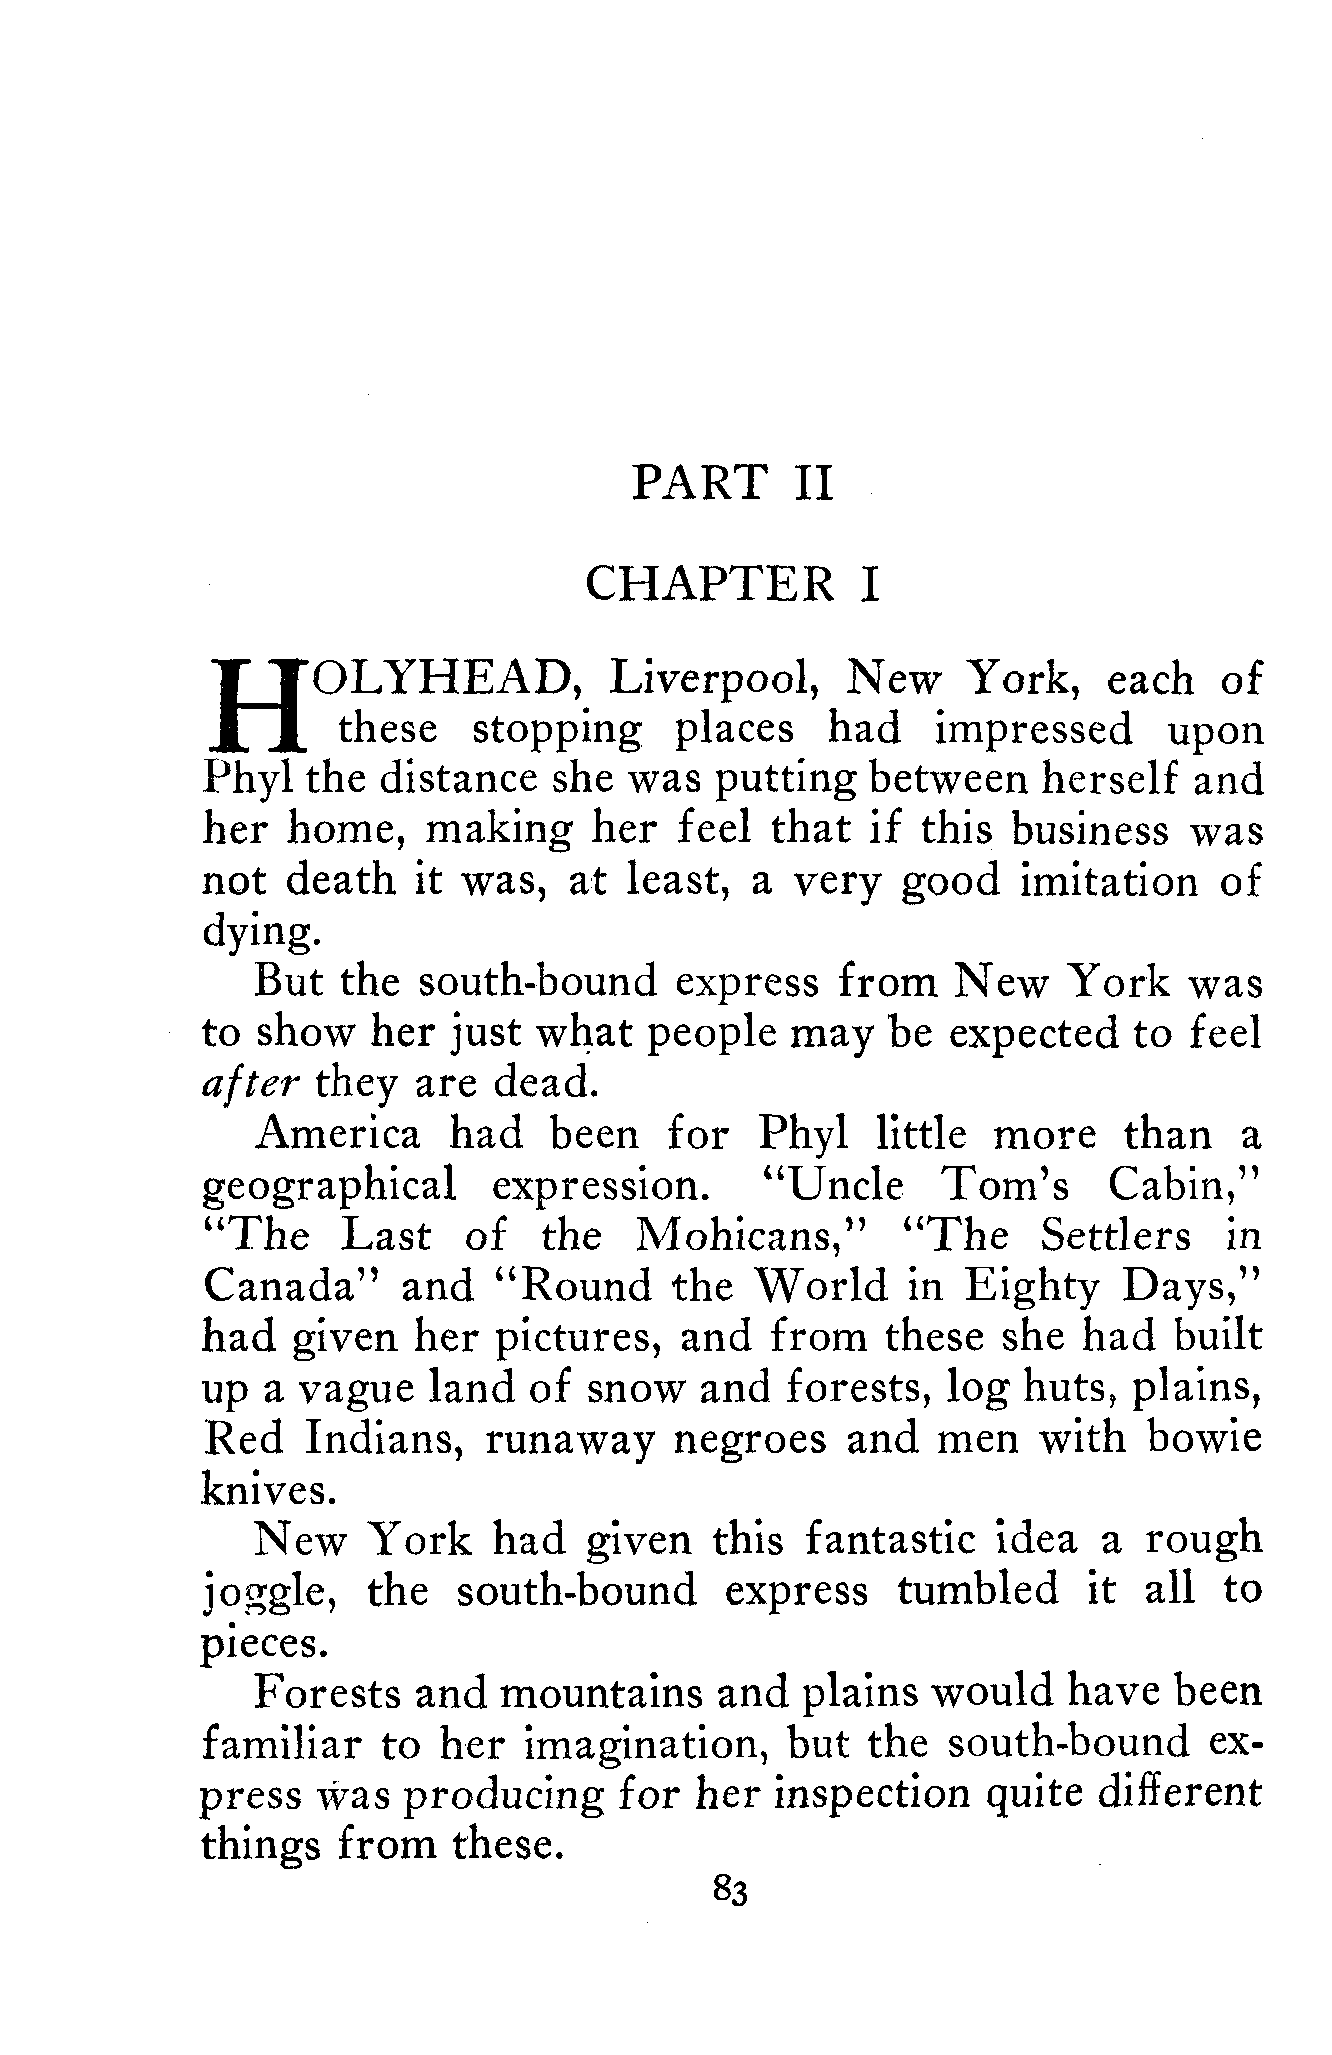 PART II
CHAPTER I
HOLYHEAD, Liverpool, New York, each of
these stopping places had impressed upon
Phyl the distance she was putting between herself and
her home, making her feel that if this business was
not death it was, at least, a very good imitation of
dying.
But the south-bound express from New York was
to show her just what people may be expected to feel
after they are dead.
America had been for Phyl little more than a
geographical expression. “Uncle Tom’s Cabin,”
“The Last of the Mohicans,” “The Settlers in
Canada” and “Round the World in Eighty Days,”
had given her pictures, and from these she had built
up a vague land of snow and forests, log huts, plains,
Red Indians, runaway negroes and men with bowie
knives.
New York had given this fantastic idea a rough
joggle, the south-bound express tumbled it all to
pieces.
Forests and mountains and plains would have been
familiar to her imagination, but the south-bound ex-
press was producing for her inspection quite different
things from these.
83